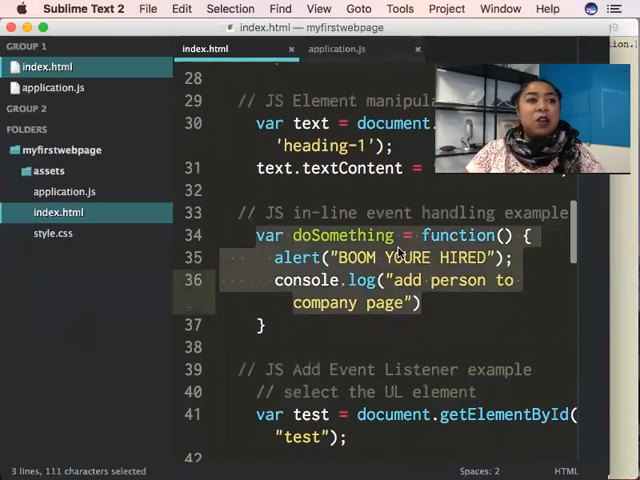 Sublime Text 2 File Edit Selection View Goto Tools Project Window Help
index.html — myfirstwebpage
GROUP 1
index.html
application.js
GROUP 2
FOLDERS
myfirstwebpage
assets
application.js
index.html
style.css
index.html × application.js ×
28
29 // JS Element manipula
30 var text = document.
'heading-1');
31 text.textContent =
32
33 // JS in-line event handling example
34 var doSomething = function() {
35 alert("BOOM YOURE HIRED");
36 console.log("add person to
company page")
37 }
38
39 // JS Add Event Listener example
40 // select the UL element
41 var test = document.getElementById(
"test");
42
3 lines, 111 characters selected Spaces: 2 HTML